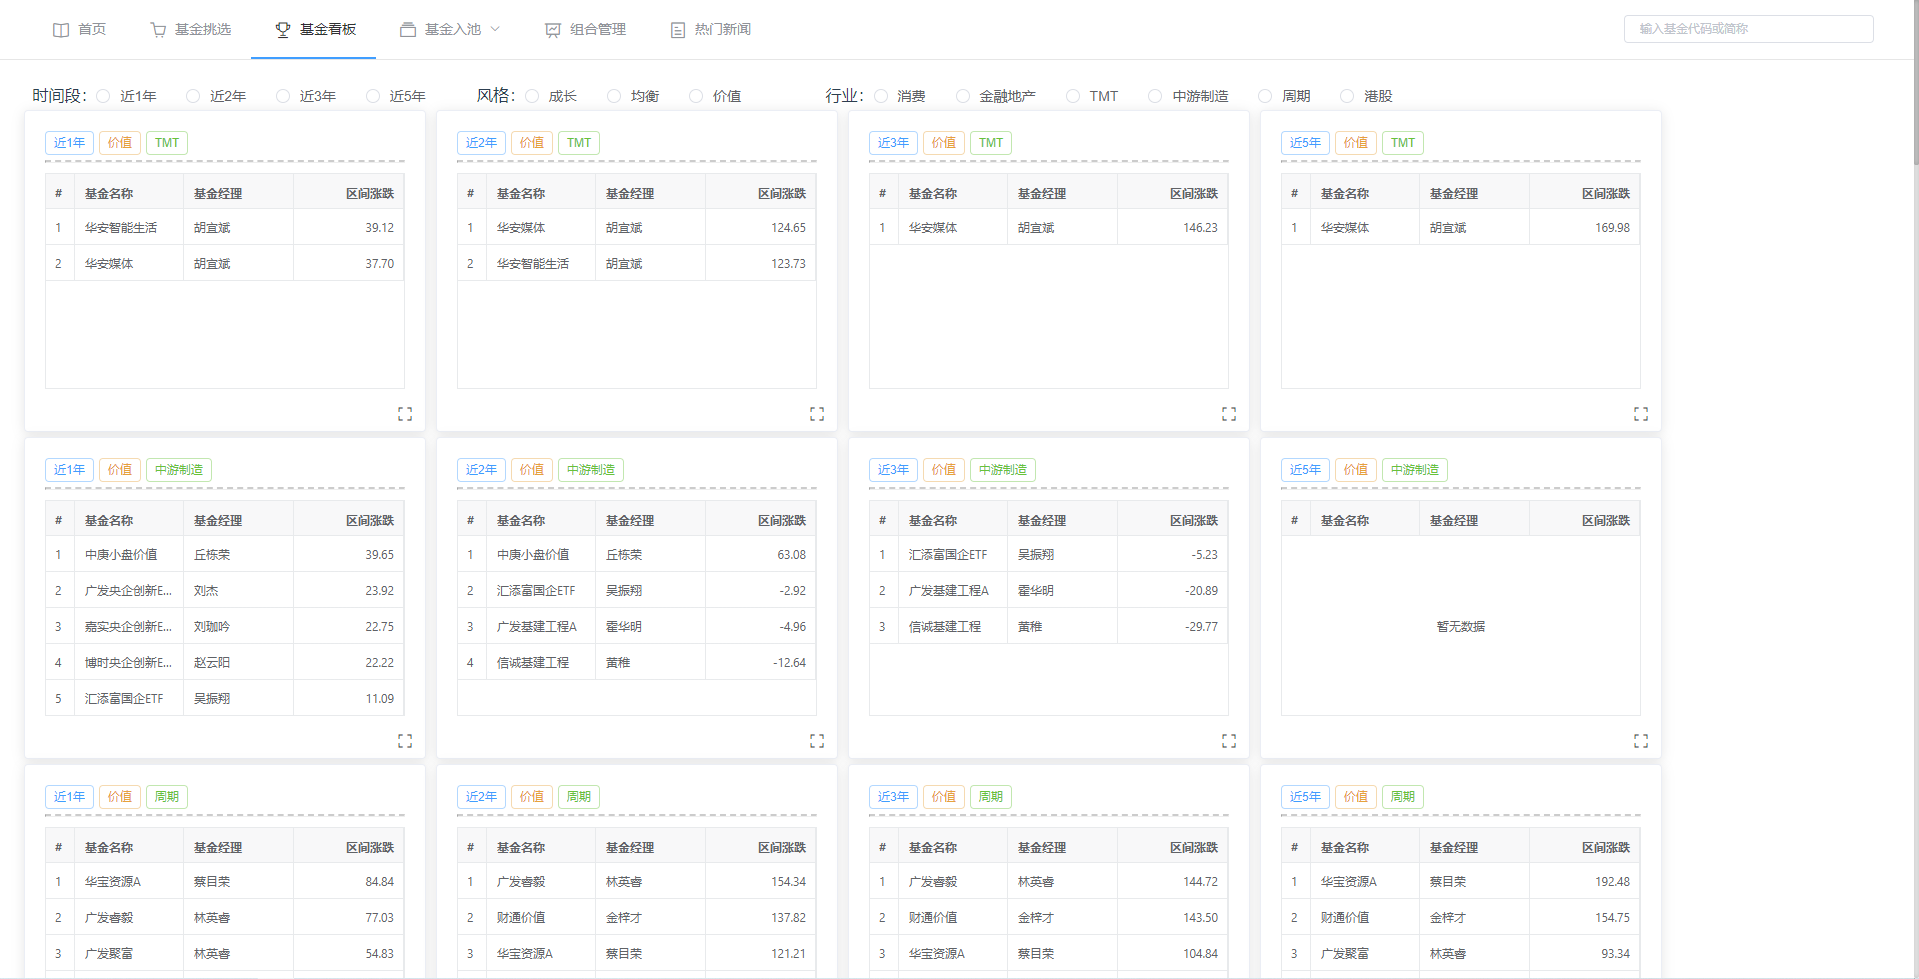 首页 基金挑选 基金看板 基金入池 组合管理 热门新闻 输入基金代码或简称
时间段: 近1年 近2年 近3年 近5年 风格: 成长 均衡 价值 行业: 消费 金融地产 TMT 中游制造 周期 港股
近1年 价值 TMT
# 基金名称 基金经理 区间涨跌
1 华安智能生活 胡宜斌 39.12
2 华安媒体 胡宜斌 37.70
近2年 价值 TMT
# 基金名称 基金经理 区间涨跌
1 华安媒体 胡宜斌 124.65
2 华安智能生活 胡宜斌 123.73
近3年 价值 TMT
# 基金名称 基金经理 区间涨跌
1 华安媒体 胡宜斌 146.23
近5年 价值 TMT
# 基金名称 基金经理 区间涨跌
1 华安媒体 胡宜斌 169.98
近1年 价值 中游制造
# 基金名称 基金经理 区间涨跌
1 中庚小盘价值 丘栋荣 39.65
2 广发央企创新E... 刘杰 23.92
3 嘉实央企创新E... 刘珈吟 22.75
4 博时央企创新E... 赵云阳 22.22
5 汇添富国企ETF 吴振翔 11.09
近2年 价值 中游制造
# 基金名称 基金经理 区间涨跌
1 中庚小盘价值 丘栋荣 63.08
2 汇添富国企ETF 吴振翔 -2.92
3 广发基建工程A 霍华明 -4.96
4 信诚基建工程 黄稚 -12.64
近3年 价值 中游制造
# 基金名称 基金经理 区间涨跌
1 汇添富国企ETF 吴振翔 -5.23
2 广发基建工程A 霍华明 -20.89
3 信诚基建工程 黄稚 -29.77
近5年 价值 中游制造
# 基金名称 基金经理 区间涨跌
暂无数据
近1年 价值 周期
# 基金名称 基金经理 区间涨跌
1 华宝资源A 蔡目荣 84.84
2 广发睿毅 林英睿 77.03
3 广发聚富 林英睿 54.83
近2年 价值 周期
# 基金名称 基金经理 区间涨跌
1 广发睿毅 林英睿 154.34
2 财通价值 金梓才 137.82
3 华宝资源A 蔡目荣 121.21
近3年 价值 周期
# 基金名称 基金经理 区间涨跌
1 广发睿毅 林英睿 144.72
2 财通价值 金梓才 143.50
3 华宝资源A 蔡目荣 104.84
近5年 价值 周期
# 基金名称 基金经理 区间涨跌
1 华宝资源A 蔡目荣 192.48
2 财通价值 金梓才 154.75
3 广发聚富 林英睿 93.34